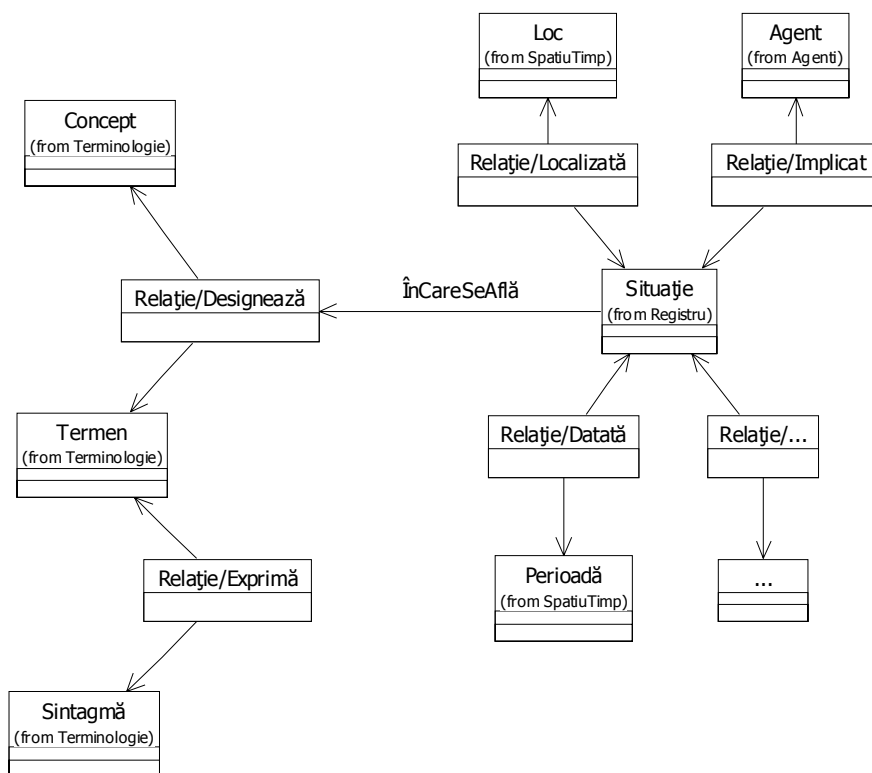 Loc
(from SpatiuTimp)
Agent
(from Agenti)
Concept
(from Terminologie)
Relaţie/Localizată
Relaţie/Implicat
Relaţie/Designează
ÎnCareSeAflă
Situaţie
(from Registru)
Termen
(from Terminologie)
Relaţie/Datată
Relaţie/...
Relaţie/Exprimă
Perioadă
(from SpatiuTimp)
...
Sintagmă
(from Terminologie)